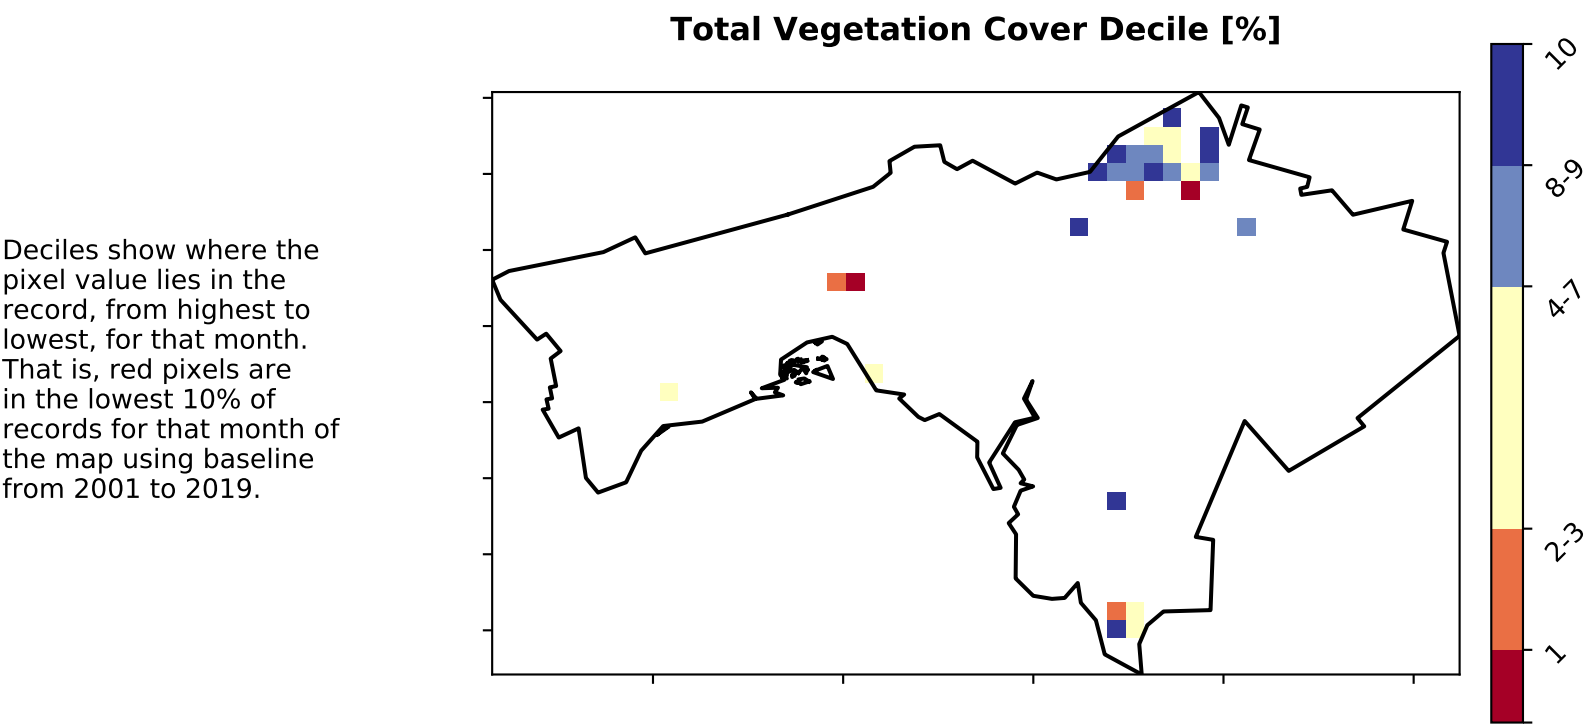 Total Vegetation Cover Decile [%]
Deciles show where the
pixel value lies in the
record, from highest to
lowest, for that month.
That is, red pixels are
in the lowest 10% of
records for that month of
the map using baseline
from 2001 to 2019.
10
8-9
4-7
2-3
1